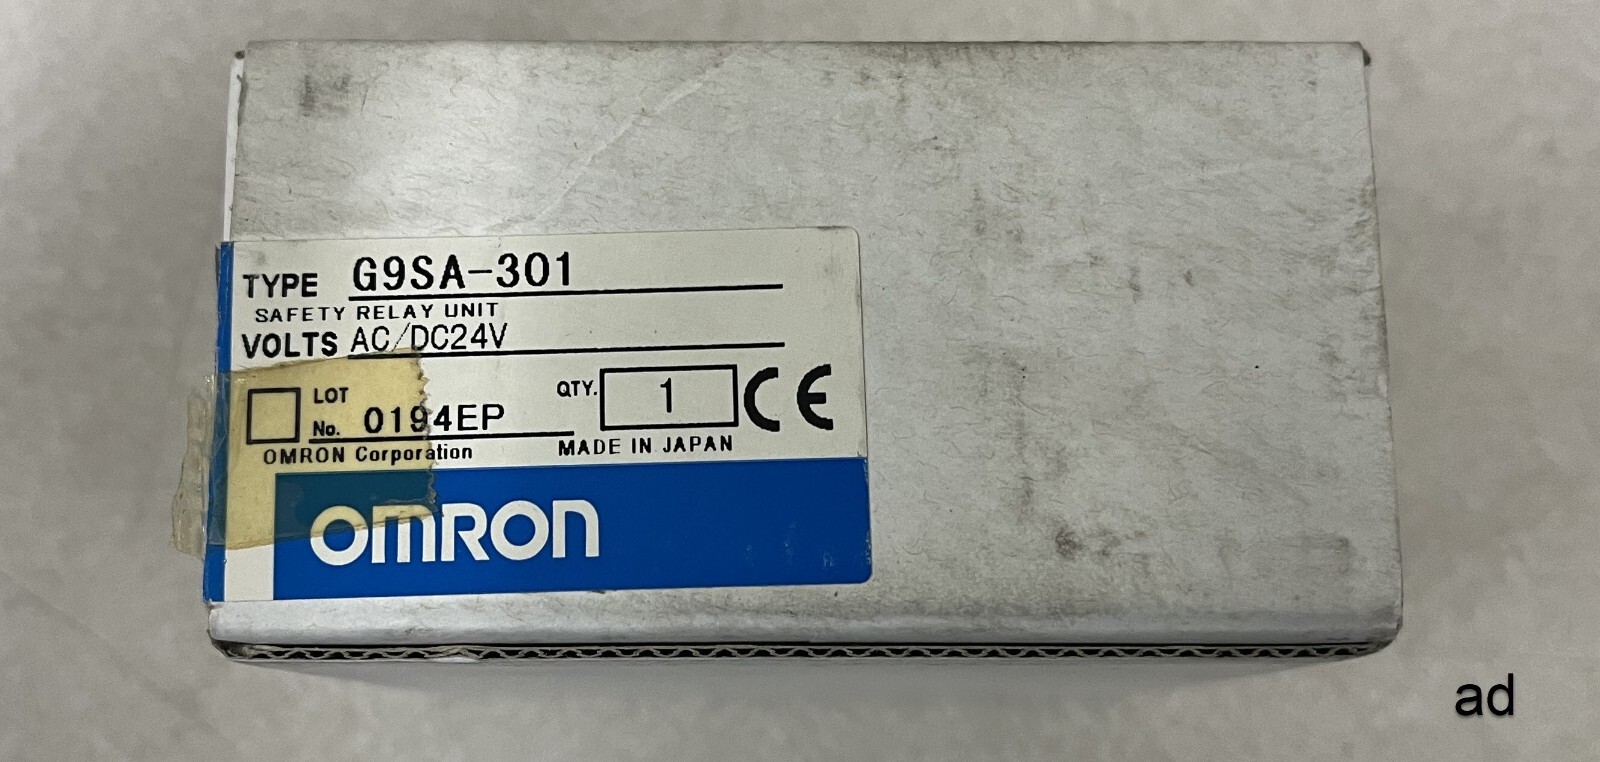 TYPE G9SA-301
SAFETY RELAY UNIT
VOLTS AC/DC24V
LOT
No. 0194EP
QTY. 1
CE
OMRON Corporation
MADE IN JAPAN
OMRON
ad